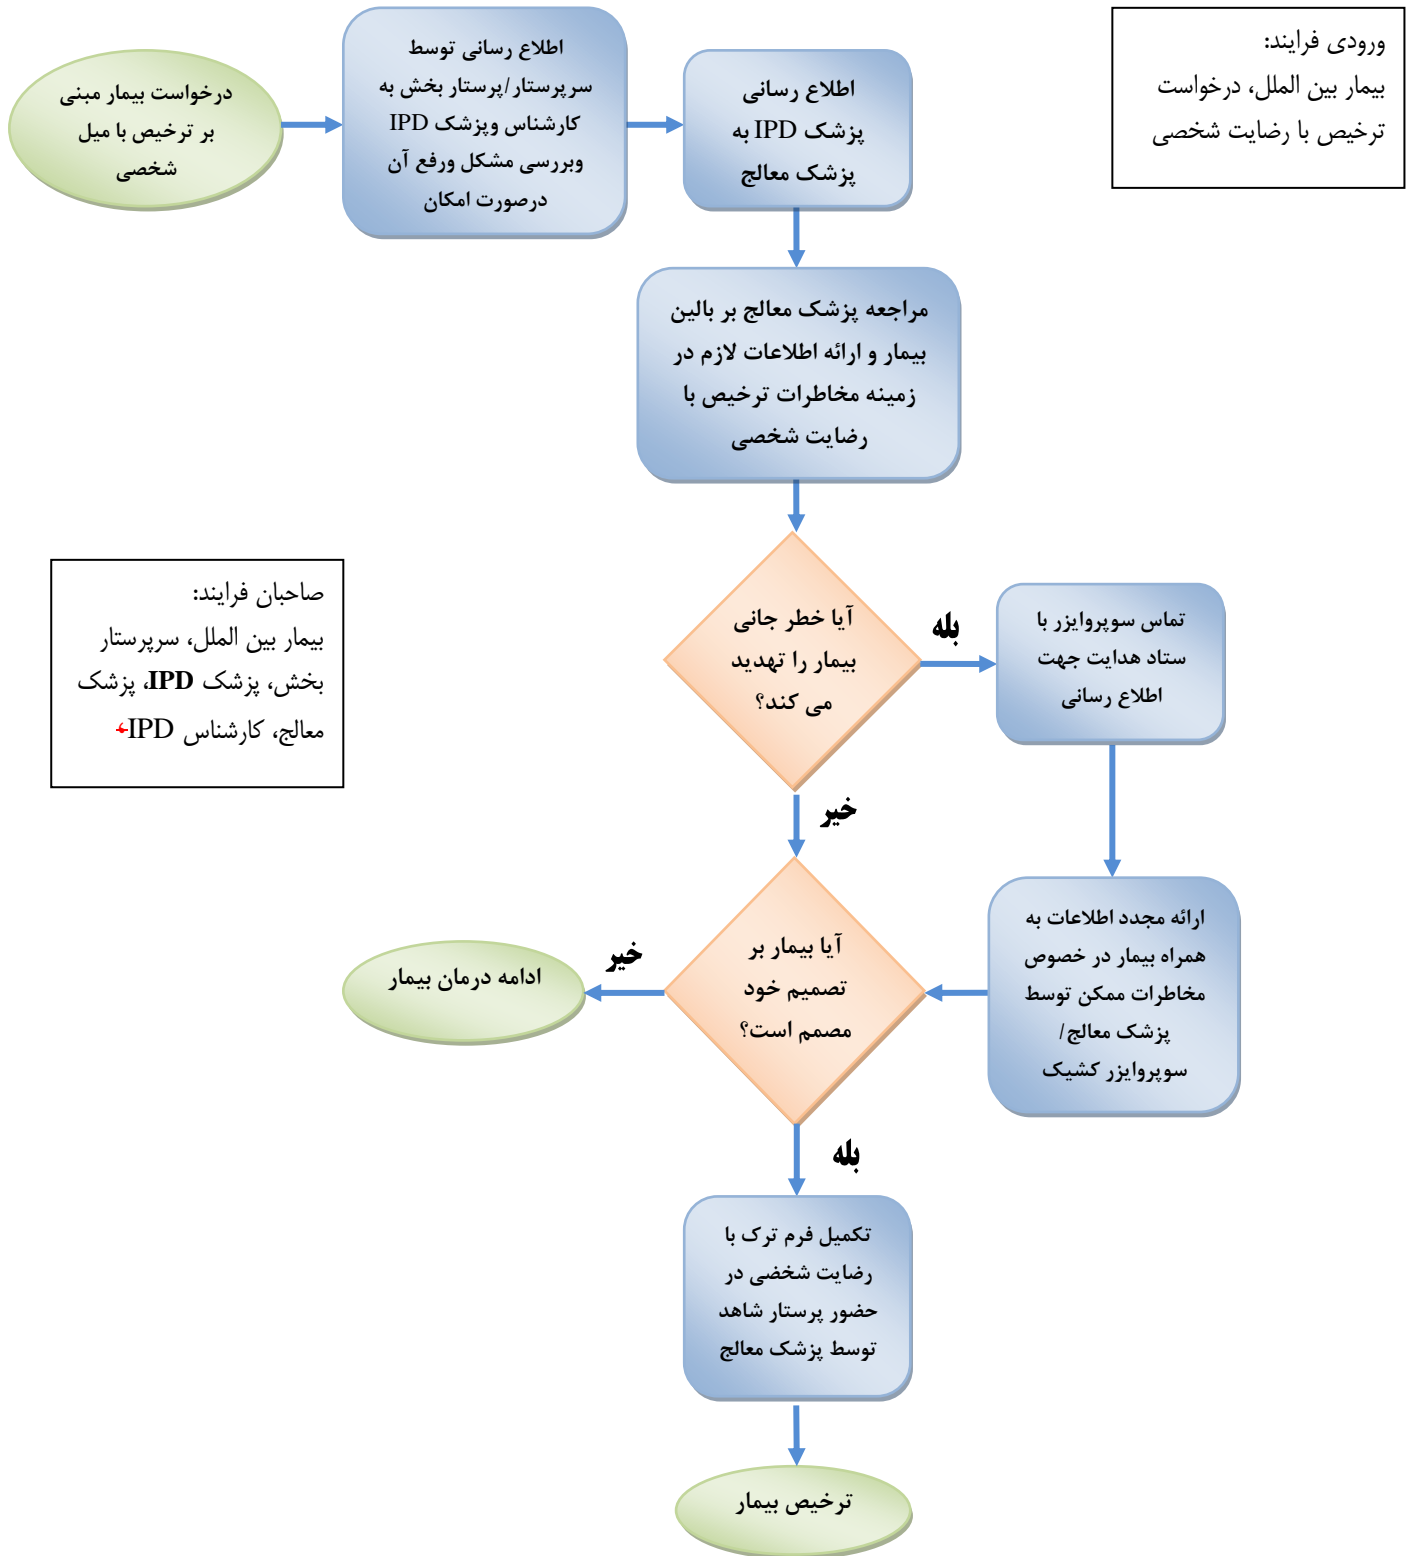 ورودی فرایند:
بیمار بین الملل، درخواست
ترخیص با رضایت شخصی
درخواست بیمار مبنی
بر ترخیص با میل
شخصی
اطلاع رسانی توسط
سرپرستار/پرستار بخش به
کارشناس وپزشک IPD
وبررسی مشکل ورفع آن
درصورت امکان
اطلاع رسانی
پزشک IPD به
پزشک معالج
مراجعه پزشک معالج بر بالین
بیمار و ارائه اطلاعات لازم در
زمینه مخاطرات ترخیص با
رضایت شخصی
صاحبان فرایند:
بیمار بین الملل، سرپرستار
بخش، پزشک IPD، پزشک
معالج، کارشناس IPD،
آیا خطر جانی
بیمار را تهدید
می کند؟
بله
تماس سوپروایزر با
ستاد هدایت جهت
اطلاع رسانی
خیر
ارائه مجدد اطلاعات به
همراه بیمار در خصوص
مخاطرات ممکن توسط
پزشک معالج/
سوپروایزر کشیک
آیا بیمار بر
تصمیم خود
مصمم است؟
خیر
ادامه درمان بیمار
بله
تکمیل فرم ترک با
رضایت شخضی در
حضور پرستار شاهد
توسط پزشک معالج
ترخیص بیمار